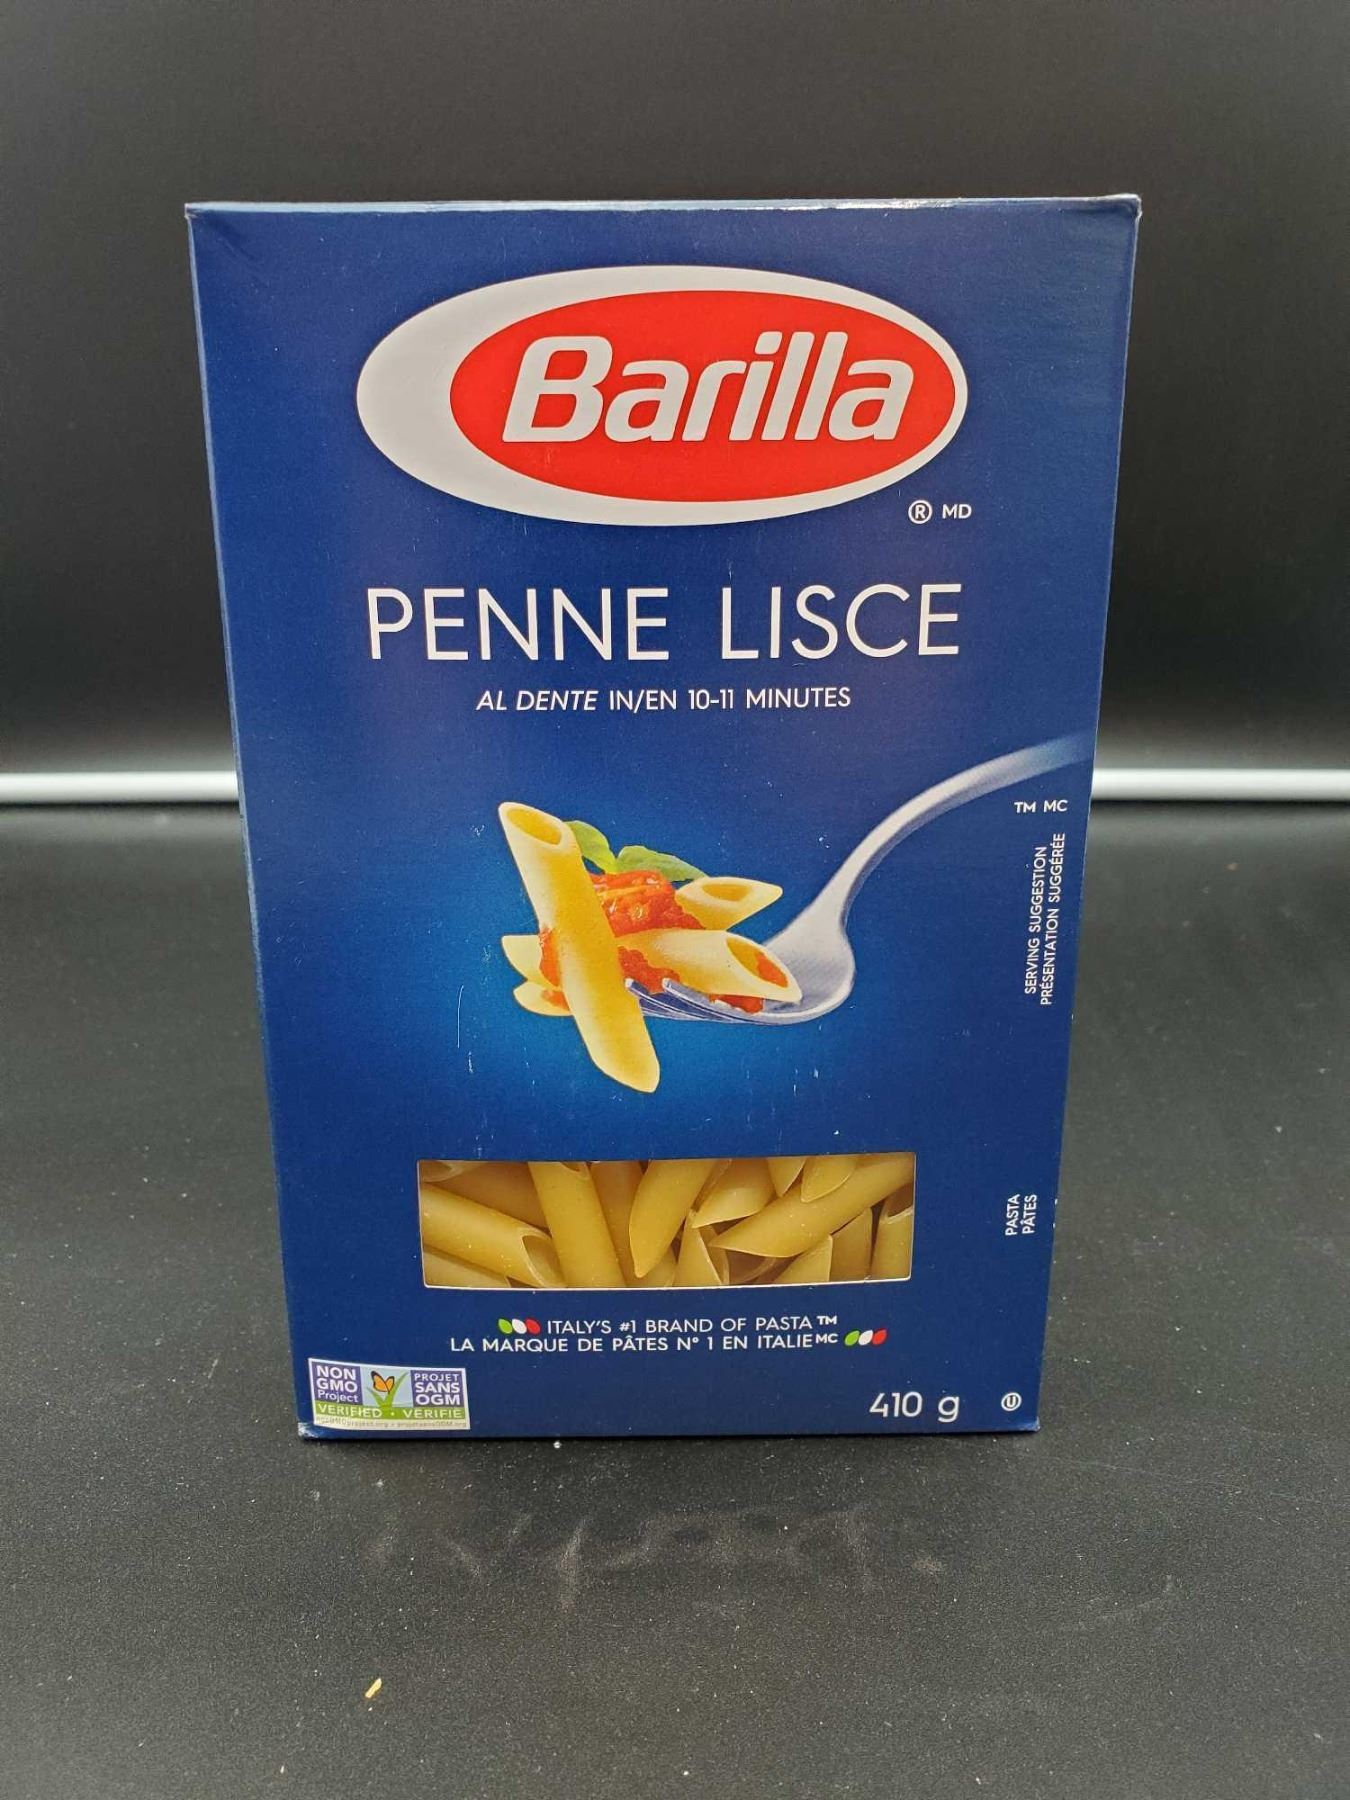 Barilla
® MD
PENNE LISCE
AL DENTE IN/EN 10-11 MINUTES
TM MC
SERVING SUGGESTION
PRÉSENTATION SUGGÉRÉE
PASTA
PÂTES
ITALY'S #1 BRAND OF PASTA TM
LA MARQUE DE PÂTES N° 1 EN ITALIE MC
NON GMO Project
PROJET SANS OGM
VERIFIED • VÉRIFIÉ
410 g
U